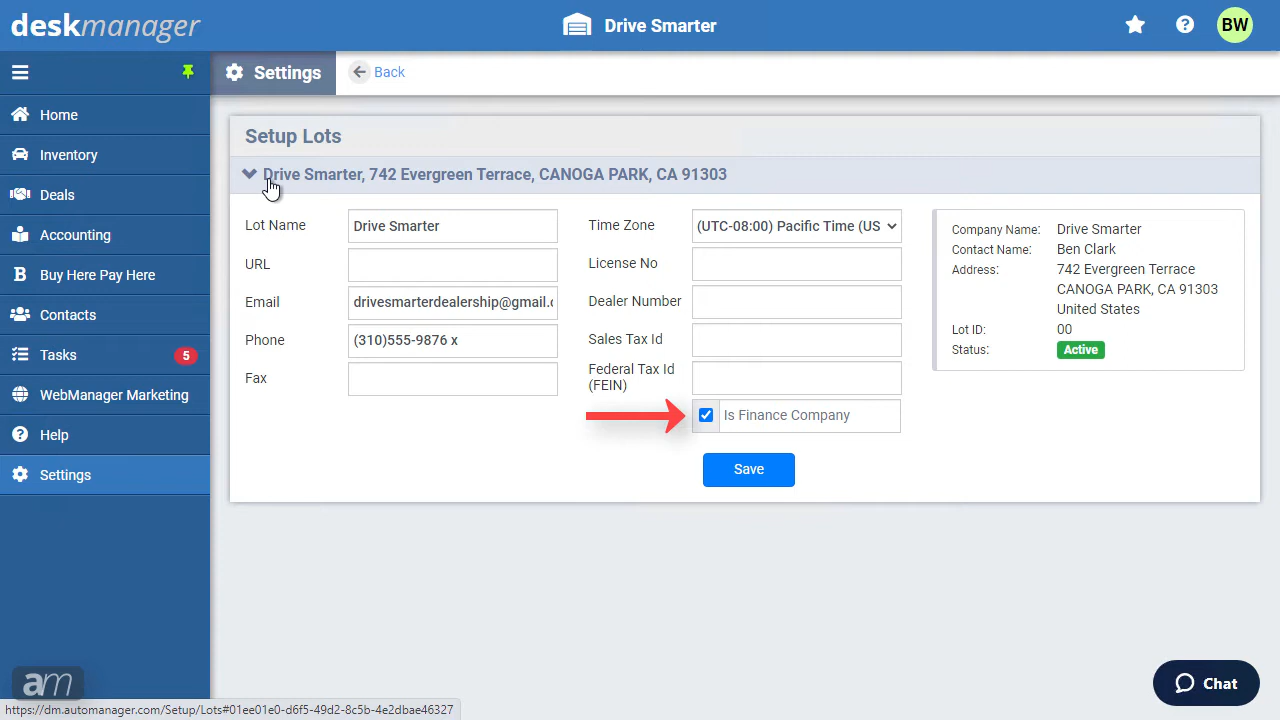 deskmanager
Drive Smarter
BW
Settings
Back
Home
Inventory
Deals
Accounting
Buy Here Pay Here
Contacts
Tasks 5
WebManager Marketing
Help
Settings
am
Setup Lots
Drive Smarter, 742 Evergreen Terrace, CANOGA PARK, CA 91303
Lot Name Drive Smarter
URL
Email drivesmarterdealership@gmail.c
Phone (310)555-9876 x
Fax
Time Zone (UTC-08:00) Pacific Time (US
License No
Dealer Number
Sales Tax Id
Federal Tax Id
(FEIN)
Is Finance Company
Save
Company Name: Drive Smarter
Contact Name: Ben Clark
Address: 742 Evergreen Terrace
CANOGA PARK, CA 91303
United States
Lot ID: 00
Status: Active
Chat
https://dm.automanager.com/Setup/Lots#01ee01e0-d6f5-49d2-8c5b-4e2dbae46327